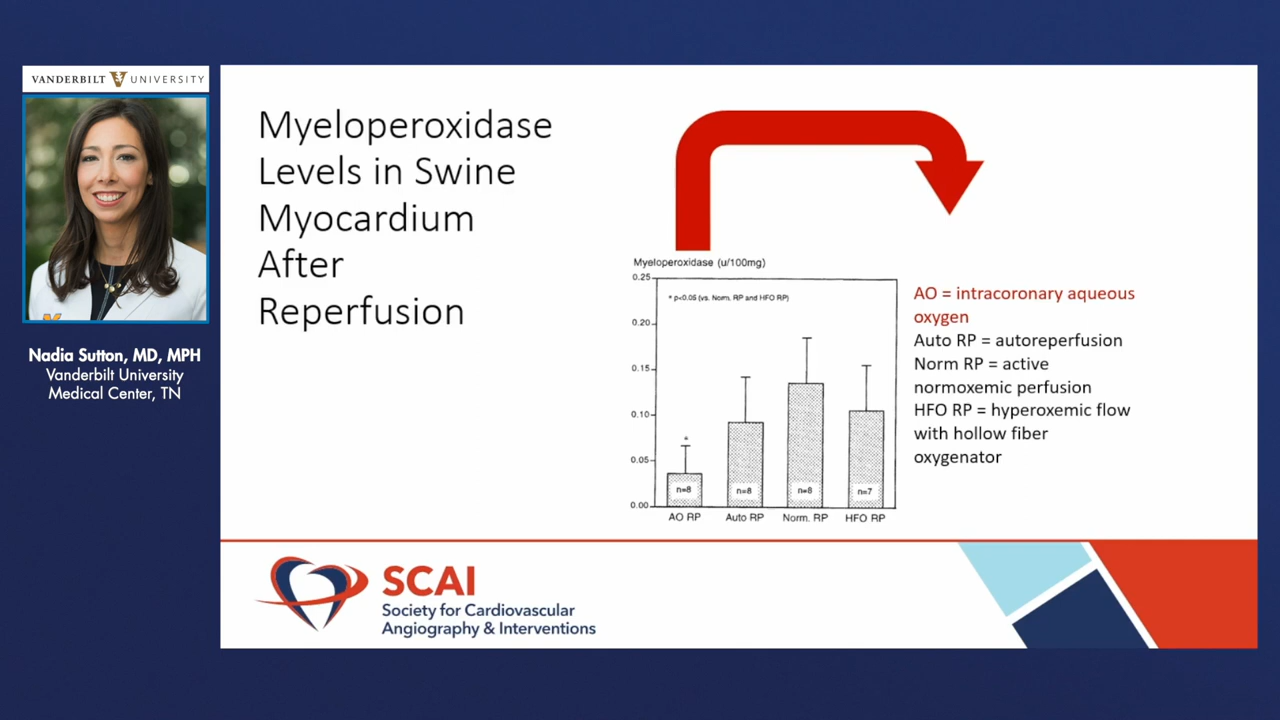 VANDERBILT V UNIVERSITY
Nadia Sutton, MD, MPH
Vanderbilt University
Medical Center, TN
Myeloperoxidase
Levels in Swine
Myocardium
After
Reperfusion
Myeloperoxidase (u/100mg)
0.25
0.20
0.15
0.10
0.05
0.00
* p<0.05 (vs. Norm. RP and HFO RP)
*
n=8
n=8
n=8
n=7
AO RP
Auto RP
Norm. RP
HFO RP
AO = intracoronary aqueous
oxygen
Auto RP = autoreperfusion
Norm RP = active
normoxemic perfusion
HFO RP = hyperoxemic flow
with hollow fiber
oxygenator
SCAI
Society for Cardiovascular
Angiography & Interventions